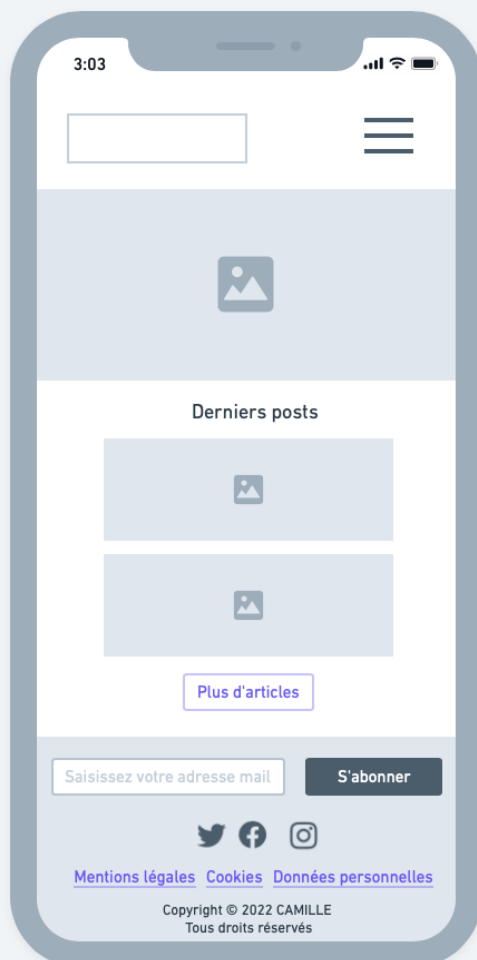 3:03
Derniers posts
Plus d'articles
Saisissez votre adresse mail
S'abonner
Mentions légales Cookies Données personnelles
Copyright © 2022 CAMILLE
Tous droits réservés